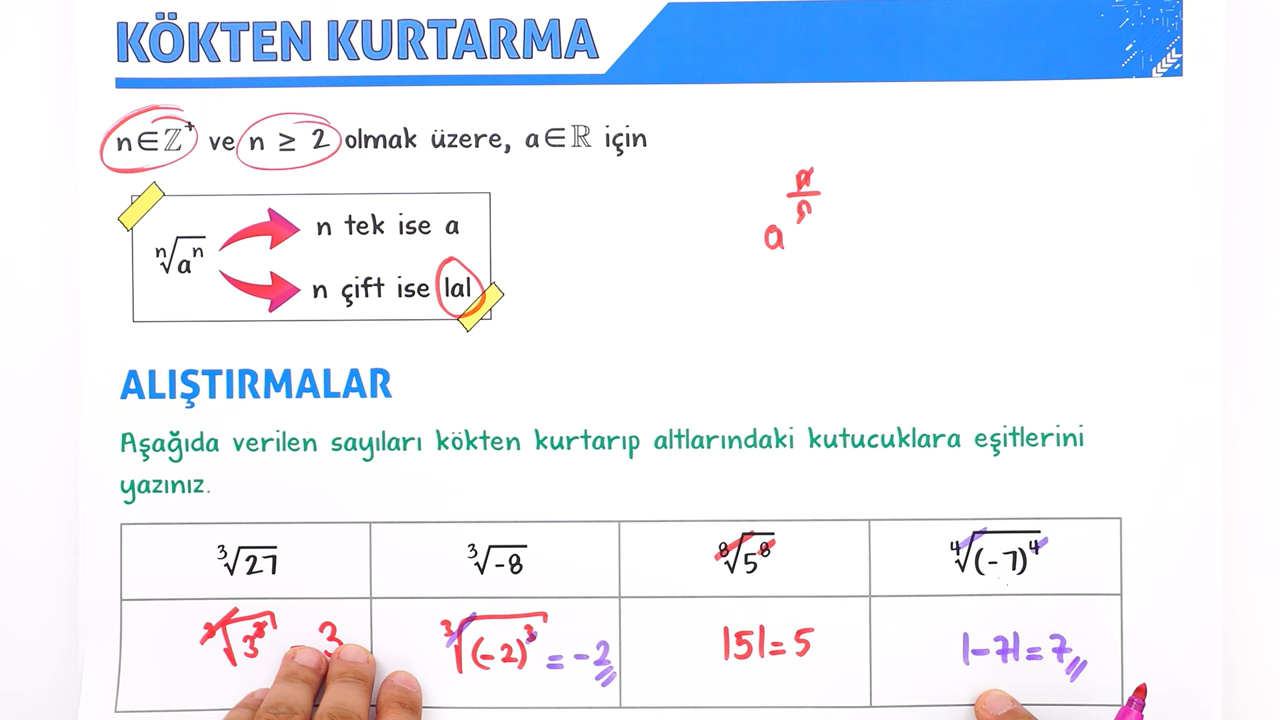 KÖKTEN KURTARMA
n∈ℤ⁺ ve n ≥ 2 olmak üzere, a∈ℝ için
ⁿ√aⁿ
n tek ise a
n çift ise |a|
a^(n/n)
ALIŞTIRMALAR
Aşağıda verilen sayıları kökten kurtarıp altlarındaki kutucuklara eşitlerini
yazınız.
³√27 ³√-8 ⁸√5⁸ ⁴√(-7)⁴
³√3³ = 3 ³√(-2)³ = -2 |5|=5 |-7|=7